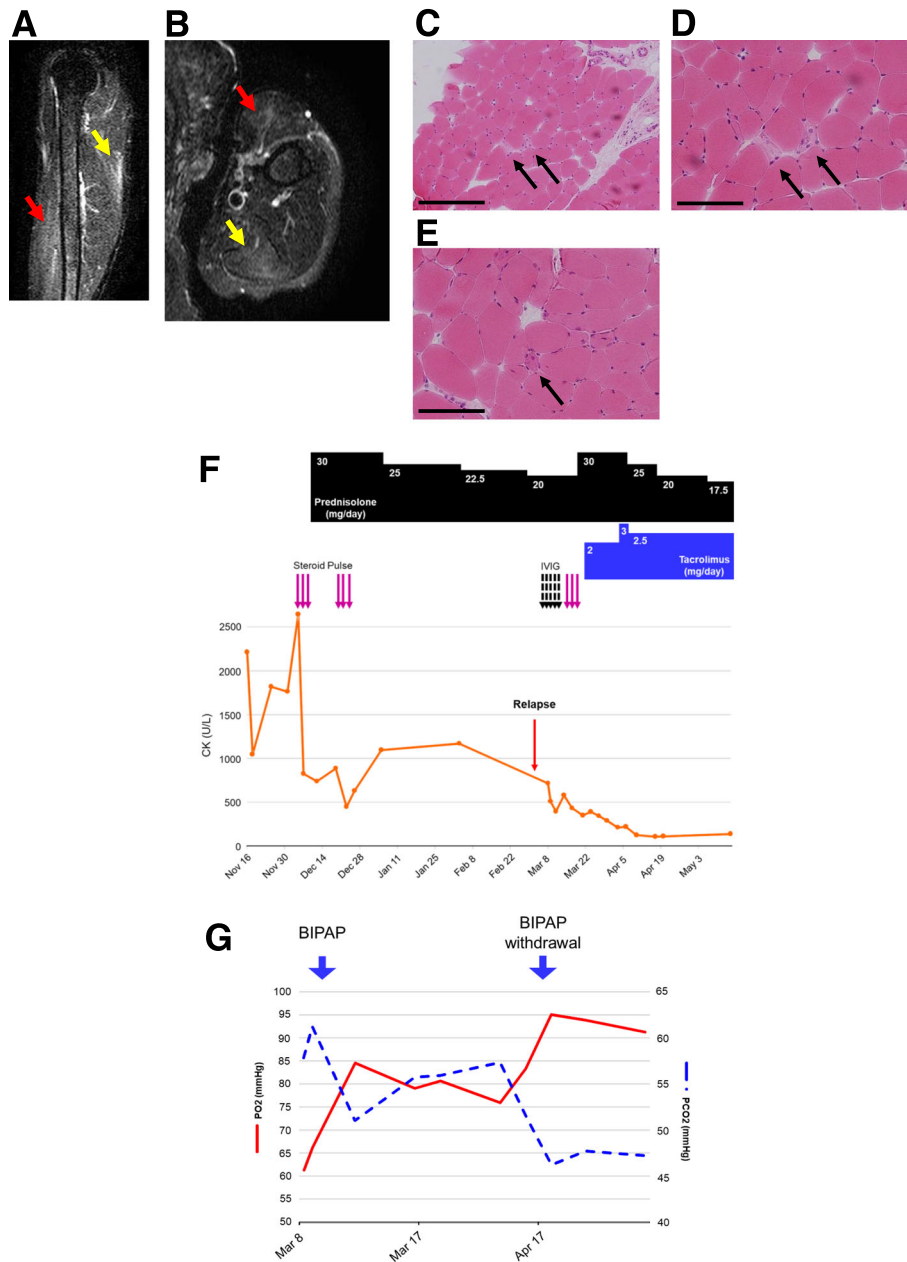 A
B
C
D
E
F
30
25
22.5
20
30
25
20
17.5
Prednisolone
(mg/day)
3
2
2.5
Tacrolimus
(mg/day)
Steroid Pulse
IVIG
Relapse
CK (U/L)
2500
2000
1500
1000
500
0
Nov 16
Nov 30
Dec 14
Dec 28
Jan 11
Jan 25
Feb 8
Feb 22
Mar 8
Mar 22
Apr 5
Apr 19
May 3
G
BIPAP
BIPAP
withdrawal
PO2 (mmHg)
100
95
90
85
80
75
70
65
60
55
50
65
60
55
50
45
40
PCO2 (mmHg)
Mar 8
Mar 17
Apr 17